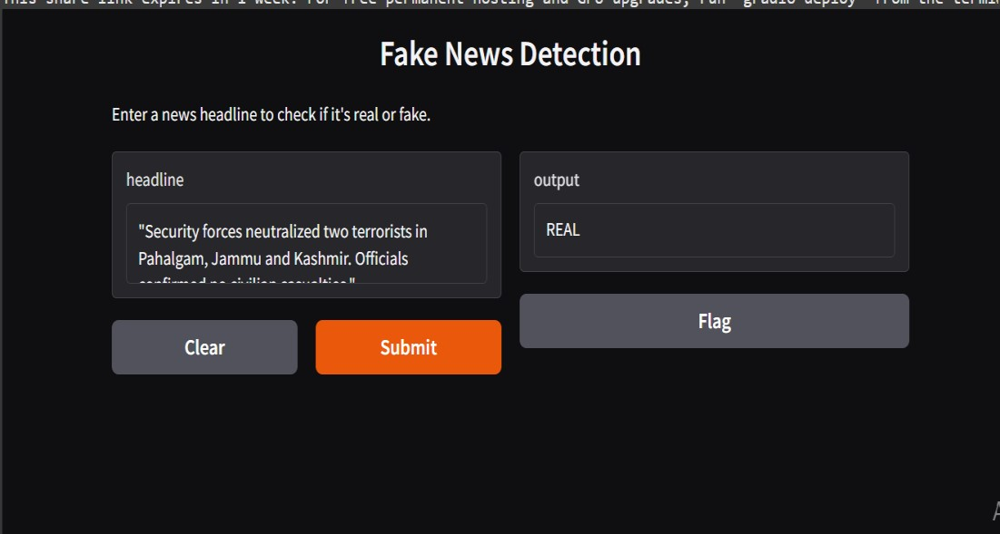 This share link expires in 1 week. For free permanent hosting and GPU upgrades, run `gradio deploy` from the
Fake News Detection
Enter a news headline to check if it's real or fake.
headline
"Security forces neutralized two terrorists in
Pahalgam, Jammu and Kashmir. Officials
confirmed no civilian casualties."
output
REAL
Flag
Clear
Submit